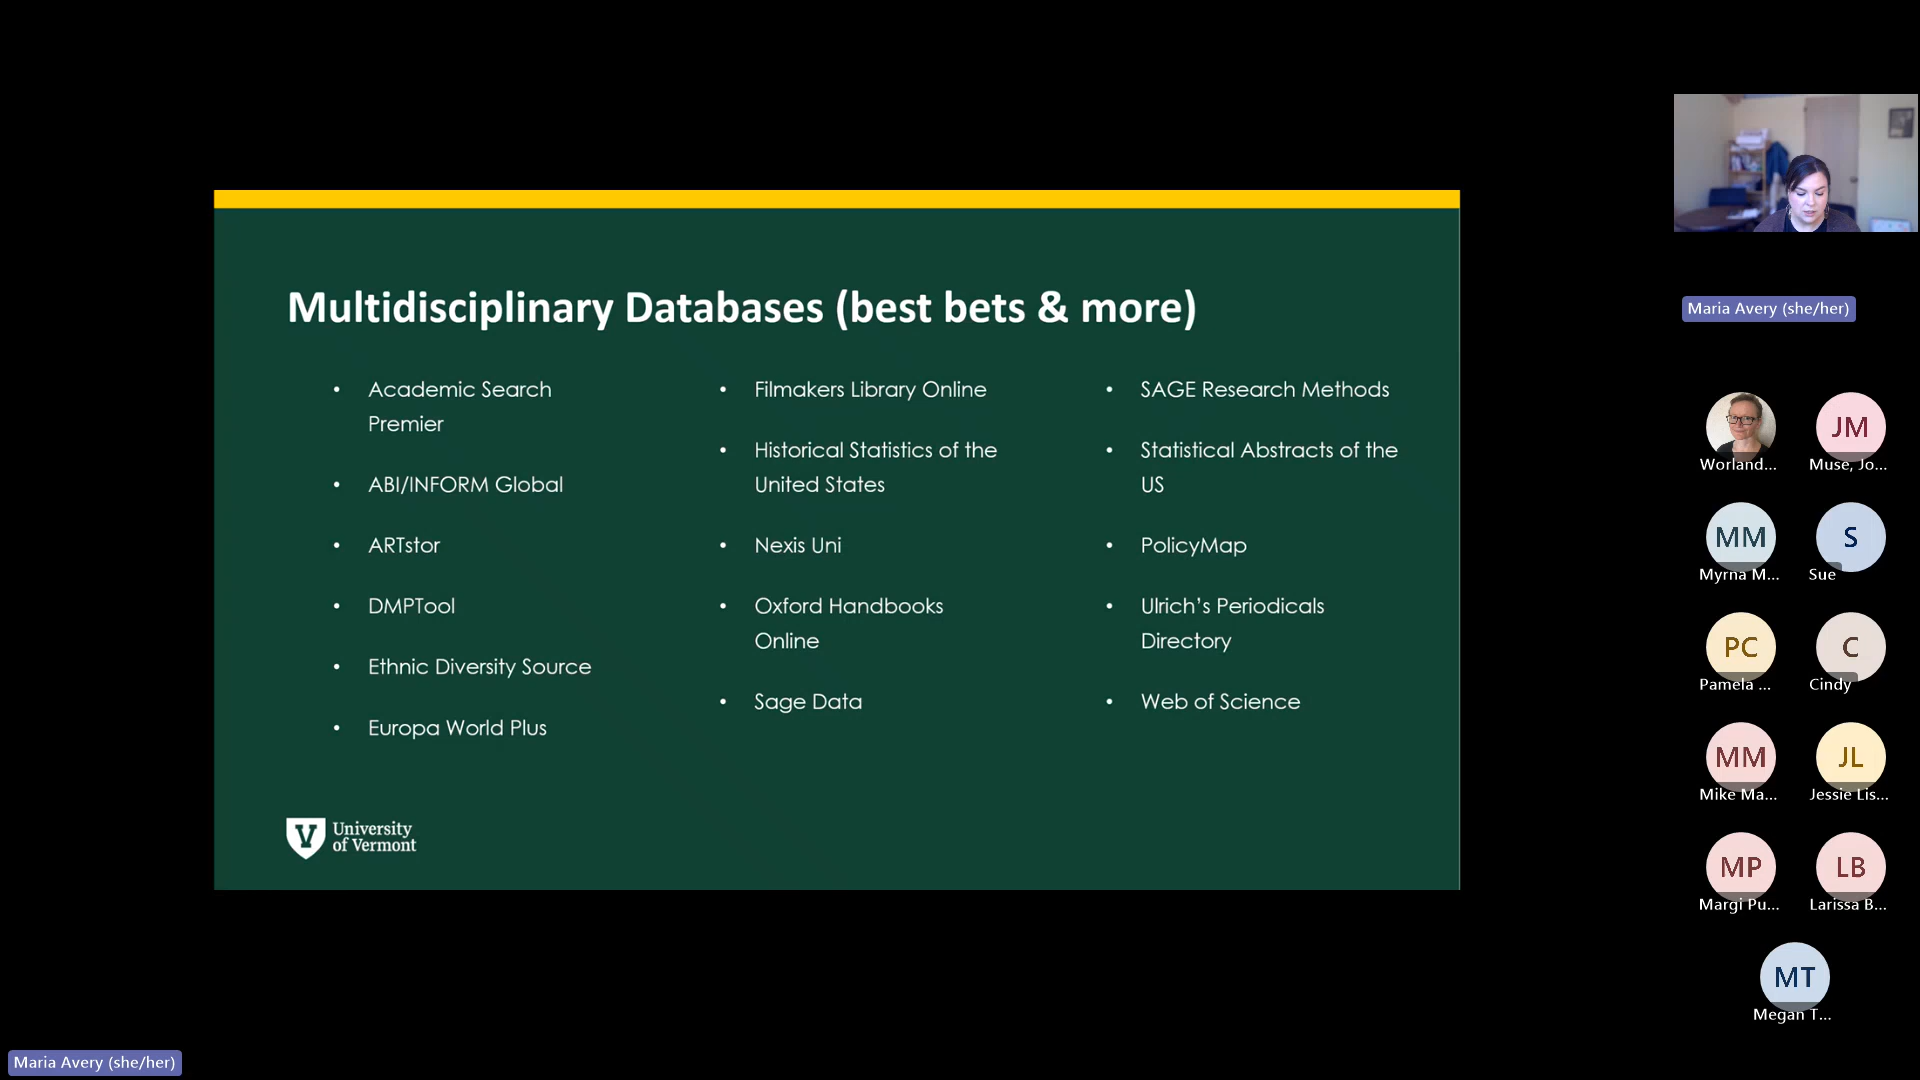 Multidisciplinary Databases (best bets & more)
• Academic Search
Premier
• ABI/INFORM Global
• ARTstor
• DMPTool
• Ethnic Diversity Source
• Europa World Plus
• Filmakers Library Online
• Historical Statistics of the
United States
• Nexis Uni
• Oxford Handbooks
Online
• Sage Data
• SAGE Research Methods
• Statistical Abstracts of the
US
• PolicyMap
• Ulrich's Periodicals
Directory
• Web of Science
V
University
of Vermont
Maria Avery (she/her)
Worland...
JM
Muse, Jo...
MM
Myrna M...
S
Sue
PC
Pamela ...
C
Cindy
MM
Mike Ma...
JL
Jessie Lis...
MP
Margi Pu...
LB
Larissa B...
MT
Megan T...
Maria Avery (she/her)